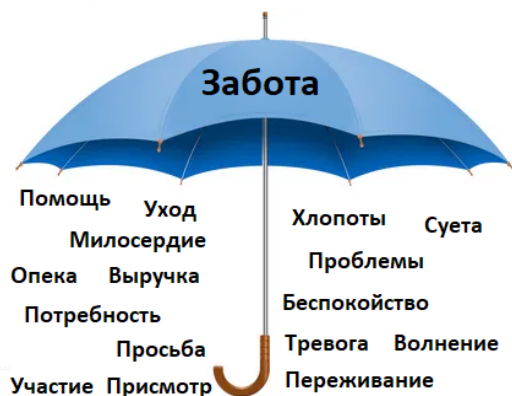 Забота
Помощь
Уход
Милосердие
Опека Выручка
Потребность
Просьба
Участие Присмотр
Хлопоты
Суета
Проблемы
Беспокойство
Тревога Волнение
Переживание